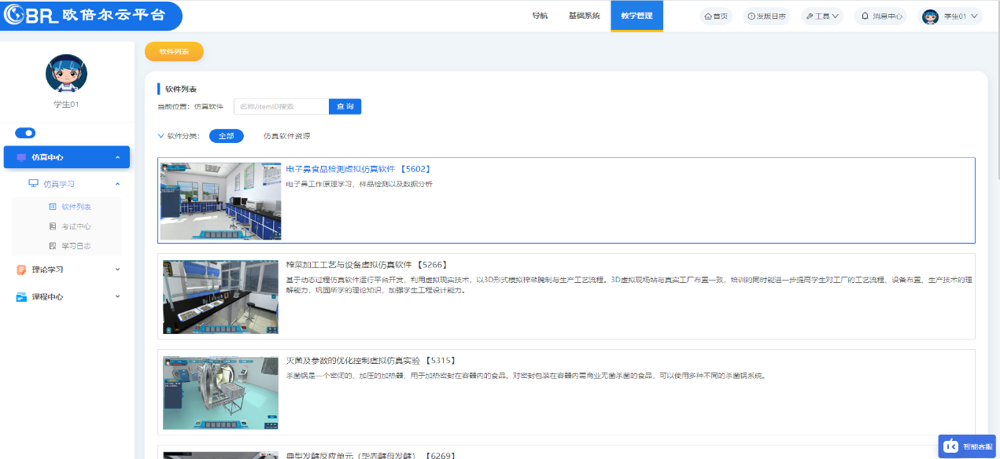 OBR 欧倍尔云平台
导航 基础系统 教学管理 首页 发版日志 工具 消息中心 学生01
软件列表
学生01
软件列表
当前位置：仿真软件 名称/itemID搜索 查询
软件分类： 全部 仿真软件资源
仿真中心
仿真学习
软件列表
考试中心
学习日志
理论学习
课程中心
电子鼻食品检测虚拟仿真软件 【5602】
电子鼻工作原理学习、样品检测以及数据分析
榨菜加工工艺与设备虚拟仿真软件 【5266】
基于动态过程仿真软件运行平台开发，利用虚拟现实技术，以3D形式模拟榨菜腌制与生产工艺流程。3D虚拟现场站与真实工厂布置一致，培训的同时能进一步提高学生对工厂的工艺流程、设备布置、生产技术的理
解能力，巩固所学的理论知识，加强学生工程设计能力。
灭菌及参数的优化控制虚拟仿真实验 【5315】
杀菌锅是一个密闭的、加压的加热器，用于加热密封在容器内的食品。对密封包装在容器内需商业无菌杀菌的食品，可以使用多种不同的杀菌锅系统。
典型发酵反应单元（毕赤酵母发酵） 【6269】
智能客服